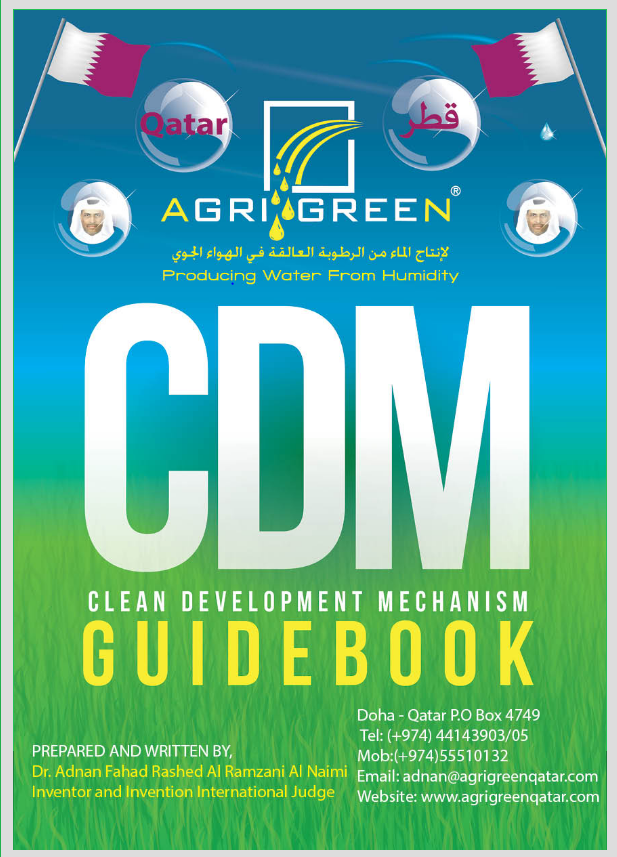 Qatar
قطر
AGRIGREEN®
لإنتاج الماء من الرطوبة العالقة في الهواء الجوي
Producing Water From Humidity
CDM
CLEAN DEVELOPMENT MECHANISM
GUIDEBOOK
PREPARED AND WRITTEN BY,
Dr. Adnan Fahad Rashed Al Ramzani Al Naimi
Inventor and Invention International Judge
Doha - Qatar P.O Box 4749
Tel: (+974) 44143903/05
Mob:(+974)55510132
Email: adnan@agrigreenqatar.com
Website: www.agrigreenqatar.com